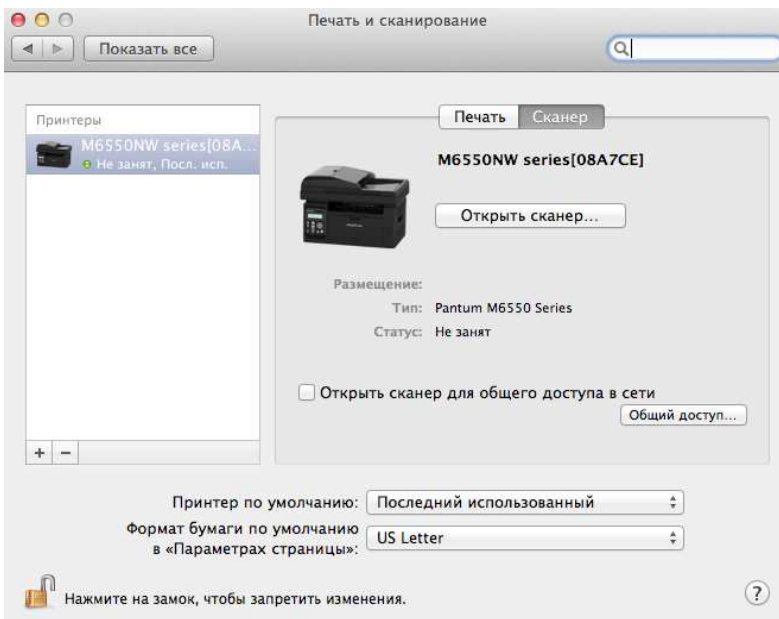 Печать и сканирование
Показать все
Принтеры
M6550NW series[08A...
Не занят, Посл. исп.
Печать Сканер
M6550NW series[08A7CE]
Открыть сканер...
Размещение:
Тип: Pantum M6550 Series
Статус: Не занят
Открыть сканер для общего доступа в сети
Общий доступ...
+ −
Принтер по умолчанию: Последний использованный
Формат бумаги по умолчанию
в «Параметрах страницы»: US Letter
Нажмите на замок, чтобы запретить изменения.
?